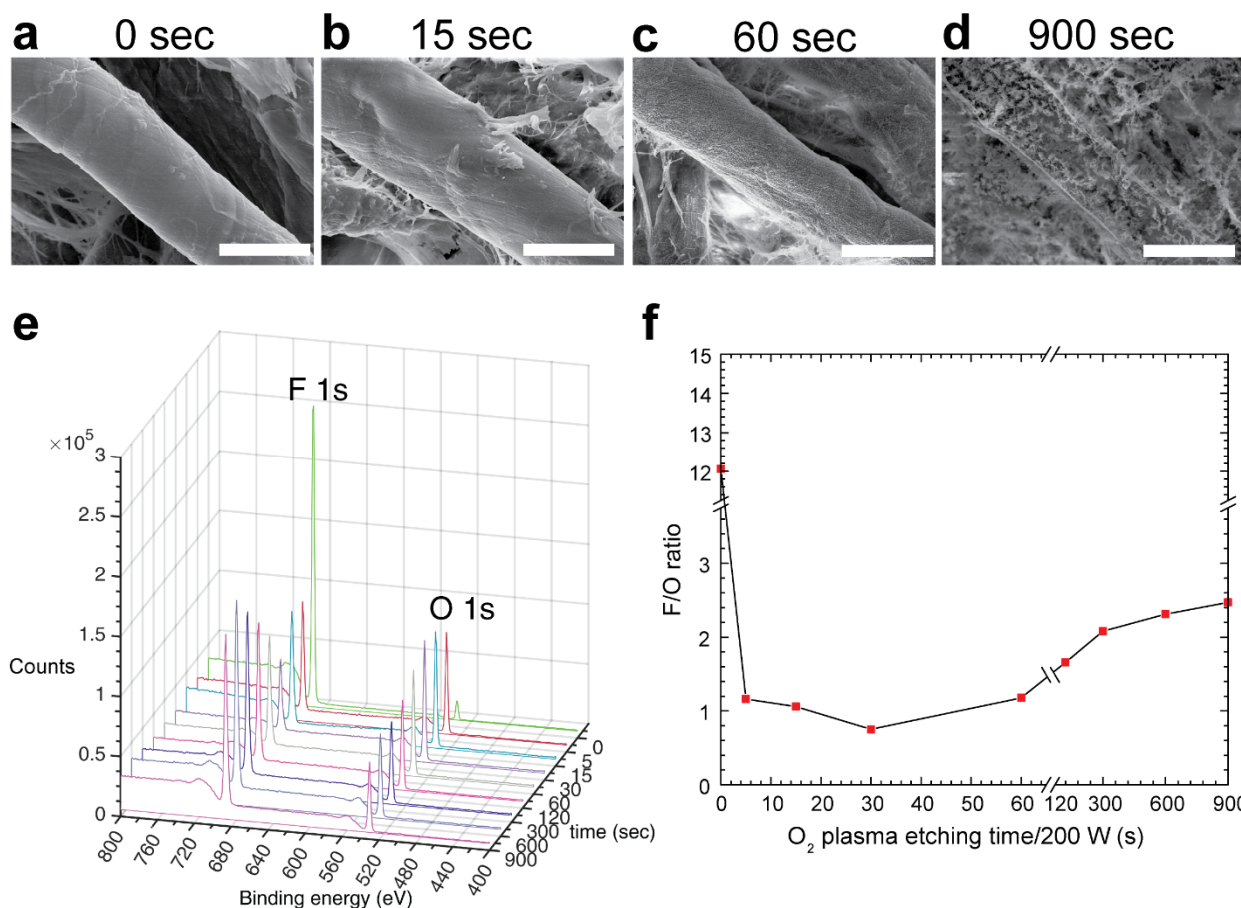 a 0 sec b 15 sec c 60 sec d 900 sec
e
F 1s
×10⁵
3
2.5
2
O 1s
1.5
Counts
1
0.5
0
0
5
15
30
60
120
300
600
900
time (sec)
800 760 720 680 640 600 560 520 480 440 400
Binding energy (eV)
f
15
14
13
12
3
2
1
0
F/O ratio
0 10 20 30 40 50 60 120 300 600 900
O₂ plasma etching time/200 W (s)